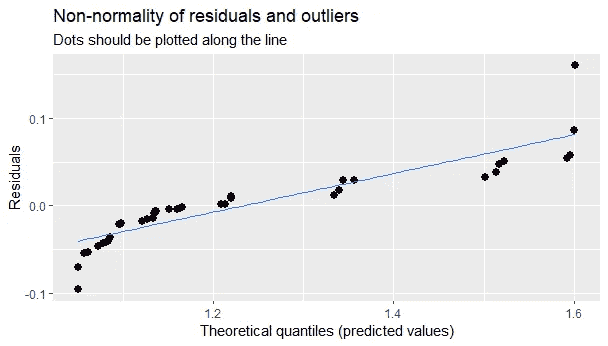 Non-normality of residuals and outliers
Dots should be plotted along the line
0.1
0.0
-0.1
Residuals
1.2 1.4 1.6
Theoretical quantiles (predicted values)